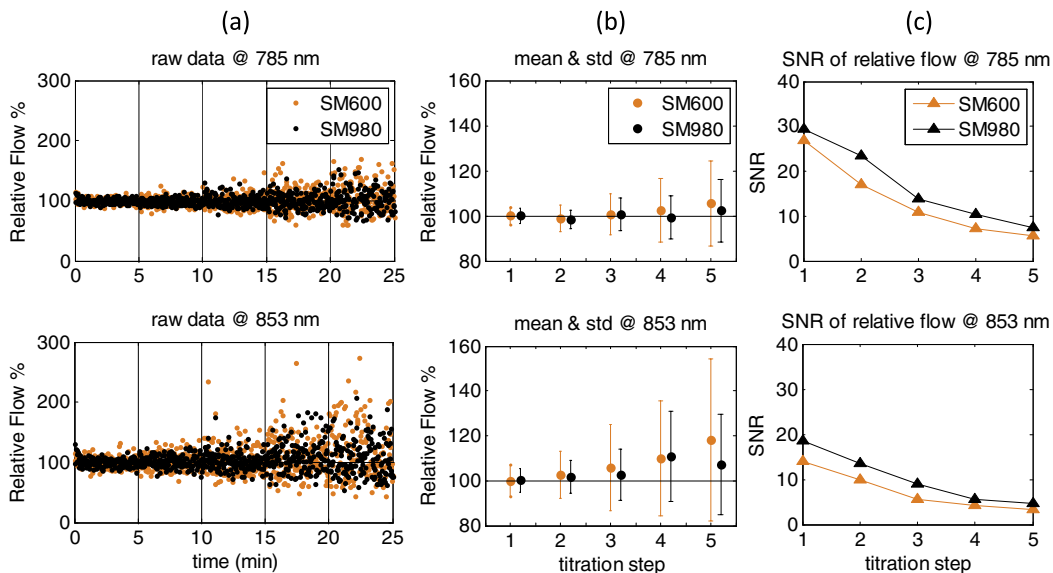 (a)
(b)
(c)
raw data @ 785 nm
mean & std @ 785 nm
SNR of relative flow @ 785 nm
Relative Flow %
300
200
100
0
0
5
10
15
20
25
SM600
SM980
Relative Flow %
160
140
120
100
80
1
2
3
4
5
SM600
SM980
SNR
40
30
20
10
0
1
2
3
4
5
SM600
SM980
raw data @ 853 nm
mean & std @ 853 nm
SNR of relative flow @ 853 nm
Relative Flow %
300
200
100
0
0
5
10
15
20
25
time (min)
Relative Flow %
160
140
120
100
80
1
2
3
4
5
titration step
SNR
40
30
20
10
0
1
2
3
4
5
titration step